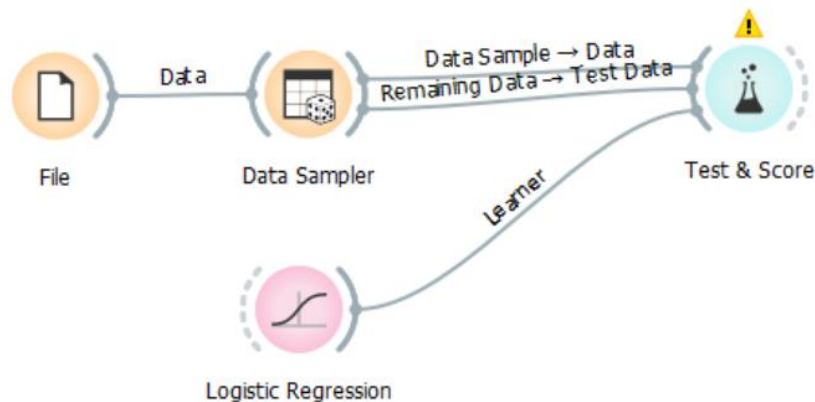 Data
Data Sample → Data
Remaining Data → Test Data
File
Data Sampler
Test & Score
Learner
Logistic Regression